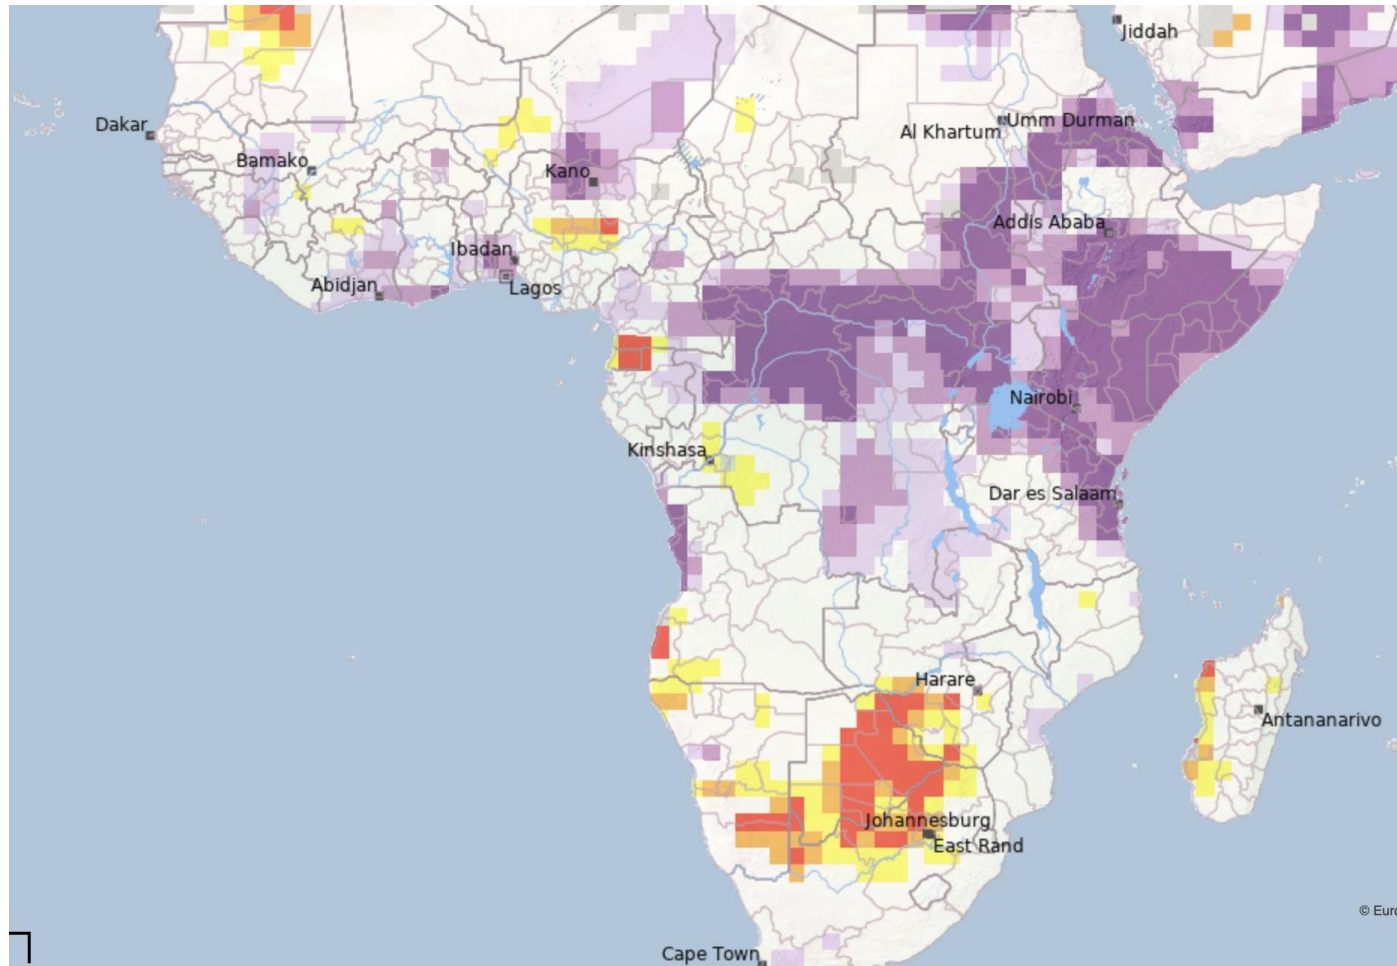 Jiddah
Dakar
Umm Durman
Al Khartum
Bamako
Kano
Addis Ababa
Ibadan
Abidjan
Lagos
Nairobi
Kinshasa
Dar es Salaam
Harare
Antananarivo
Johannesburg
East Rand
© Euro
Cape Town